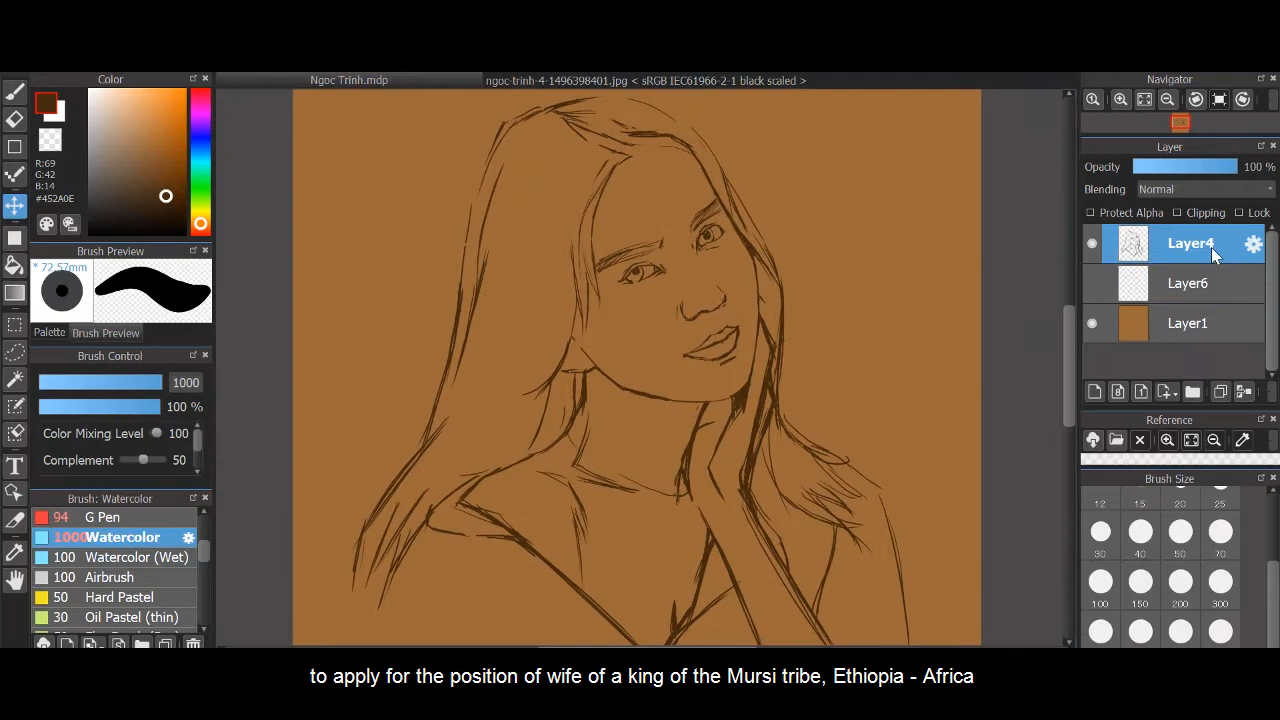 Color
Ngoc Trinh.mdp
ngoc-trinh-4-1496398401.jpg < sRGB IEC61966-2-1 black scaled >
Navigator
R:69
G:42
B:14
#452A0E
Layer
Opacity 100 %
Blending Normal
Protect Alpha Clipping Lock
Layer4
Layer6
Layer1
Brush Preview
* 72.57mm
Palette Brush Preview
Brush Control
1000
100 %
Color Mixing Level 100
Complement 50
Brush: Watercolor
94 G Pen
1000 Watercolor
100 Watercolor (Wet)
100 Airbrush
50 Hard Pastel
30 Oil Pastel (thin)
Reference
Brush Size
12 15 20 25
30 40 50 70
100 150 200 300
to apply for the position of wife of a king of the Mursi tribe, Ethiopia - Africa